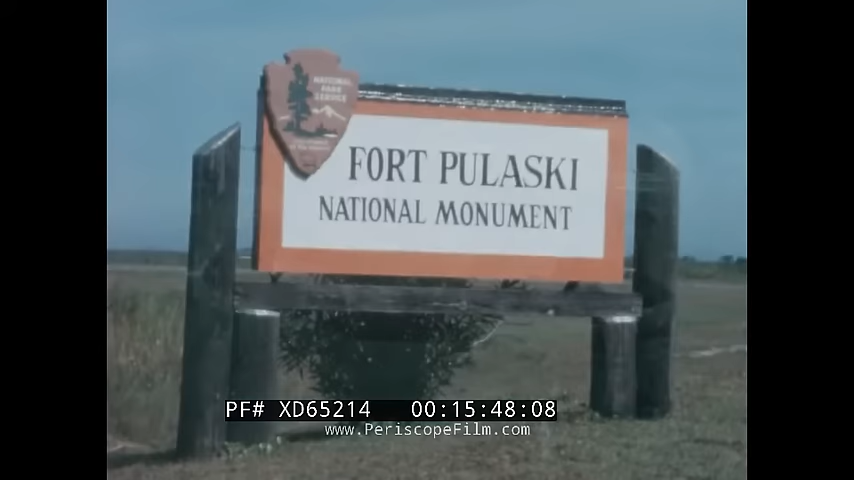 NATIONAL
PARK
SERVICE
FORT PULASKI
NATIONAL MONUMENT
PF# XD65214 00:15:48:08
www.PeriscopeFilm.com